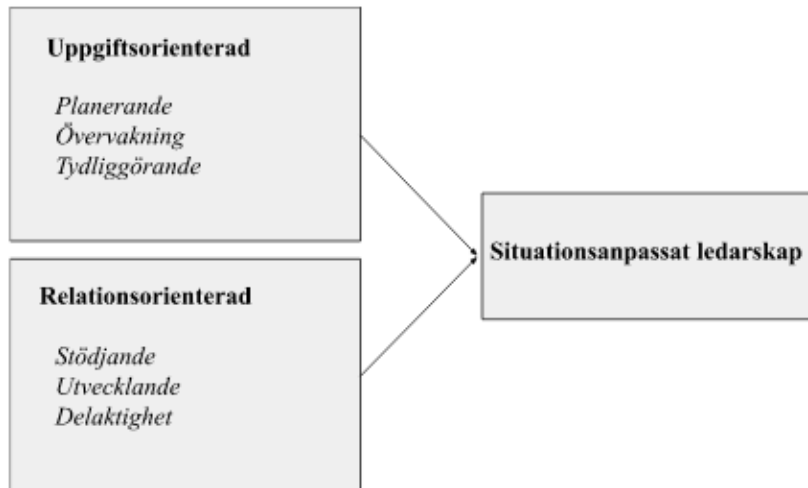 Uppgiftsorienterad
Planerande
Övervakning
Tydliggörande
Relationsorienterad
Stödjande
Utvecklande
Delaktighet
Situationsanpassat ledarskap